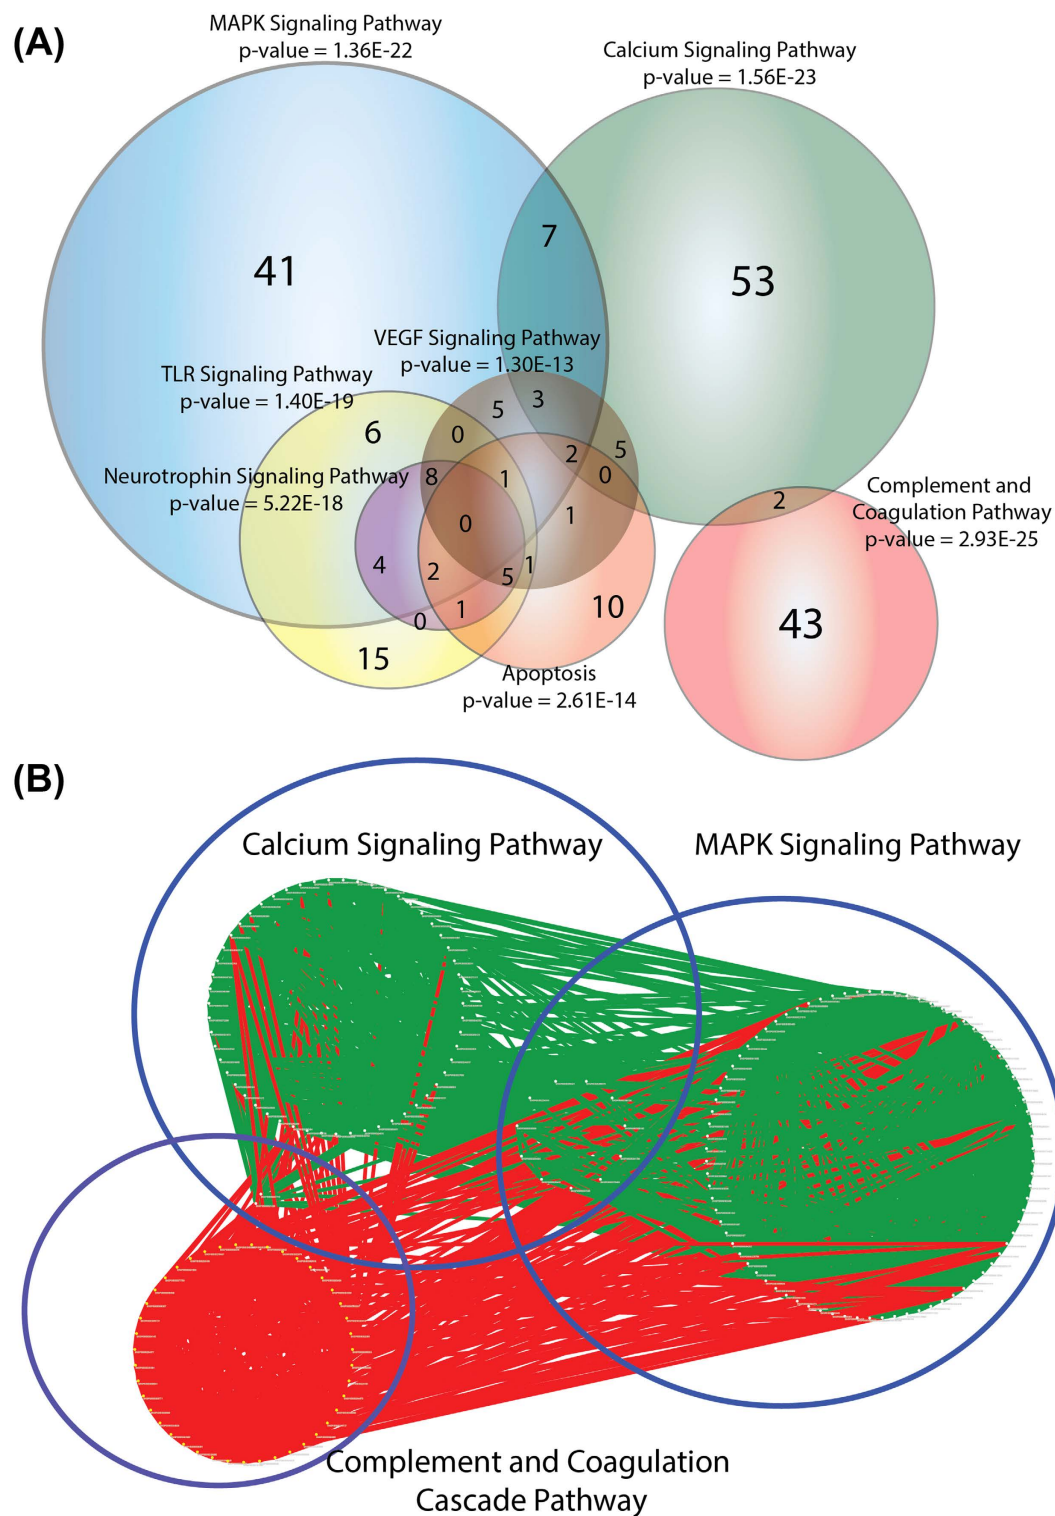 (A)
MAPK Signaling Pathway
p-value = 1.36E-22
Calcium Signaling Pathway
p-value = 1.56E-23
7
41
53
VEGF Signaling Pathway
p-value = 1.30E-13
TLR Signaling Pathway
p-value = 1.40E-19
5
3
6
0
2
5
0
Neurotrophin Signaling Pathway
p-value = 5.22E-18
8
1
Complement and
Coagulation Pathway
p-value = 2.93E-25
2
0
1
4
2
5
1
0
1
10
43
15
Apoptosis
p-value = 2.61E-14
(B)
Calcium Signaling Pathway
MAPK Signaling Pathway
Complement and Coagulation
Cascade Pathway